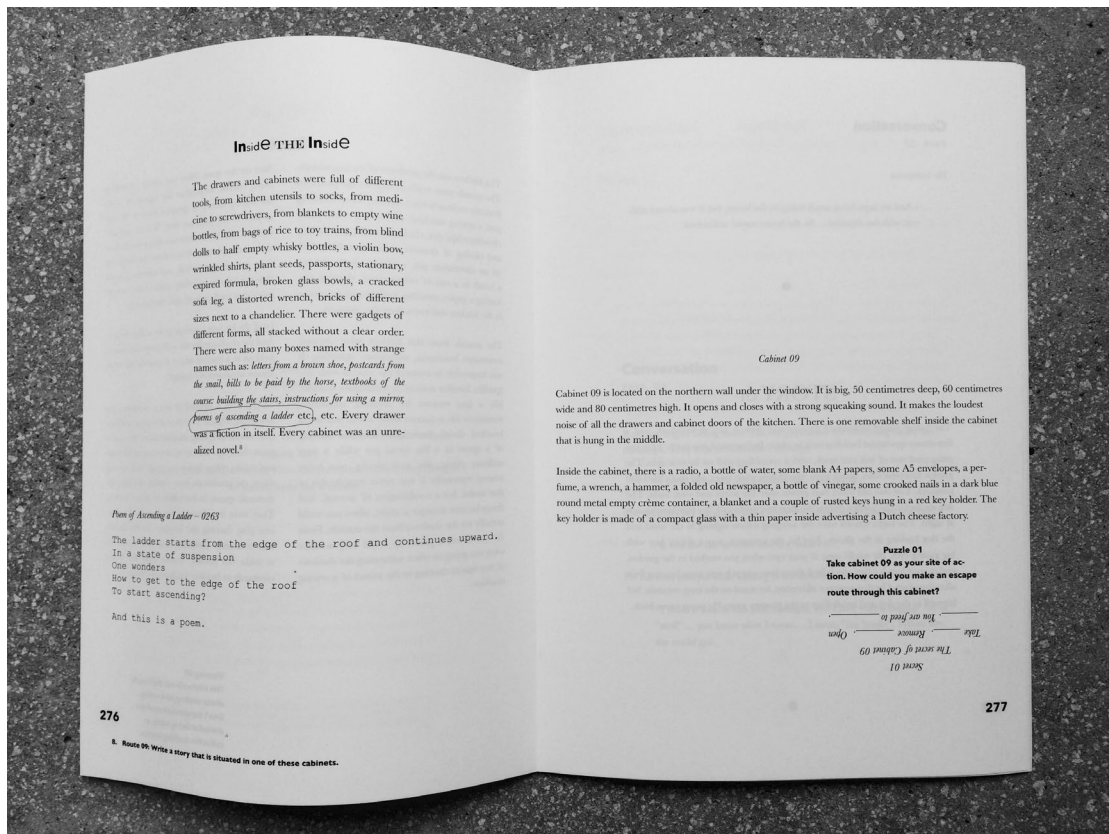 Inside THE Inside
The drawers and cabinets were full of different
tools, from kitchen utensils to socks, from medi-
cine to screwdrivers, from blankets to empty wine
bottles, from bags of rice to toy trains, from blind
dolls to half empty whisky bottles, a violin bow,
wrinkled shirts, plant seeds, passports, stationary,
expired formula, broken glass bowls, a cracked
sofa leg, a distorted wrench, bricks of different
sizes next to a chandelier. There were gadgets of
different forms, all stacked without a clear order.
There were also many boxes named with strange
names such as: letters from a brown shoe, postcards from
the snail, bills to be paid by the horse, textbooks of the
course: building the stairs, instructions for using a mirror,
poems of ascending a ladder etc., etc. Every drawer
was a fiction in itself. Every cabinet was an unre-
alized novel.8
Poem of Ascending a Ladder – 0263
The ladder starts from the edge of the roof and continues upward.
In a state of suspension
One wonders
How to get to the edge of the roof
To start ascending?
And this is a poem.
276
8. Route 09: Write a story that is situated in one of these cabinets.
Cabinet 09
Cabinet 09 is located on the northern wall under the window. It is big, 50 centimetres deep, 60 centimetres
wide and 80 centimetres high. It opens and closes with a strong squeaking sound. It makes the loudest
noise of all the drawers and cabinet doors of the kitchen. There is one removable shelf inside the cabinet
that is hung in the middle.
Inside the cabinet, there is a radio, a bottle of water, some blank A4 papers, some A5 envelopes, a per-
fume, a wrench, a hammer, a folded old newspaper, a bottle of vinegar, some crooked nails in a dark blue
round metal empty crème container, a blanket and a couple of rusted keys hung in a red key holder. The
key holder is made of a compact glass with a thin paper inside advertising a Dutch cheese factory.
Puzzle 01
Take cabinet 09 as your site of ac-
tion. How could you make an escape
route through this cabinet?
Secret 01
The secret of Cabinet 09
Take ______. Remove ______. Open
______. You are freed to ______.
277